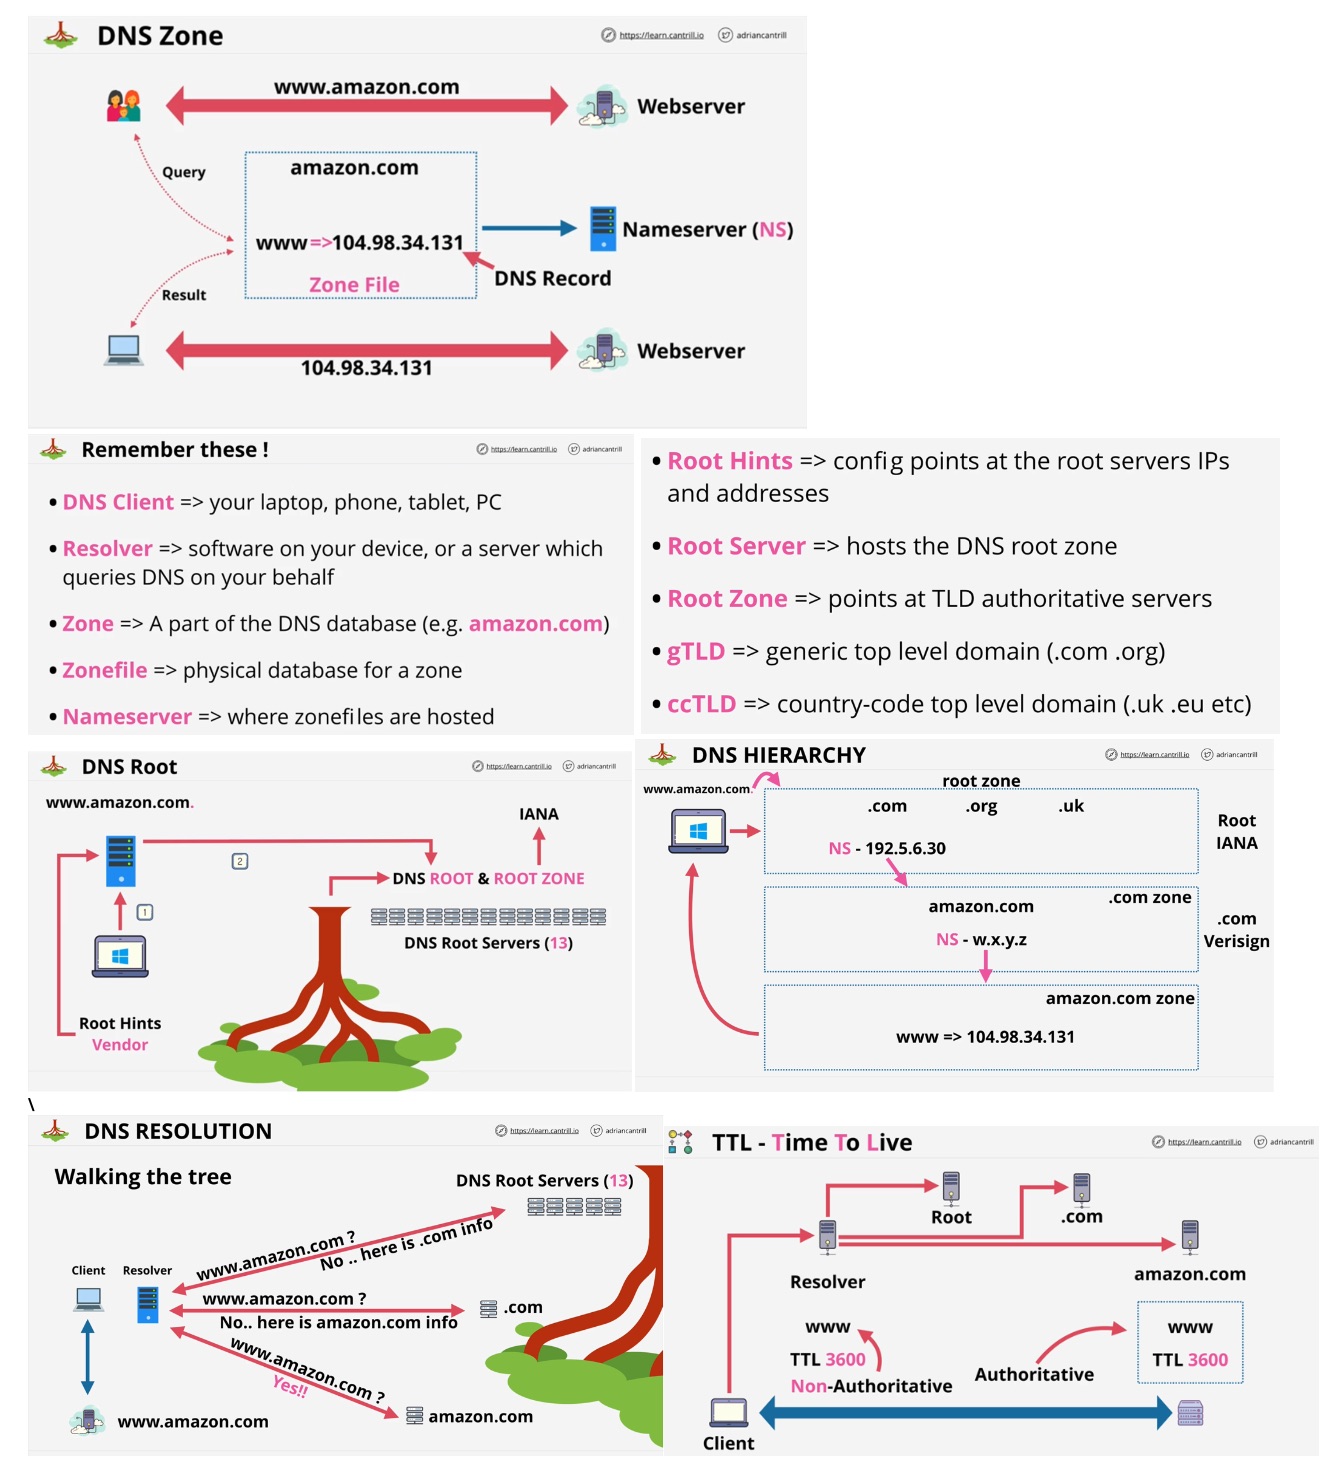 DNS Zone
https://learn.cantrill.io
adriancantrill
www.amazon.com
Webserver
Query
amazon.com
www=>104.98.34.131
Zone File
Nameserver (NS)
DNS Record
Result
104.98.34.131
Webserver
Remember these !
https://learn.cantrill.io
adriancantrill
• DNS Client => your laptop, phone, tablet, PC
• Resolver => software on your device, or a server which
queries DNS on your behalf
• Zone => A part of the DNS database (e.g. amazon.com)
• Zonefile => physical database for a zone
• Nameserver => where zonefiles are hosted
• Root Hints => config points at the root servers IPs
and addresses
• Root Server => hosts the DNS root zone
• Root Zone => points at TLD authoritative servers
• gTLD => generic top level domain (.com .org)
• ccTLD => country-code top level domain (.uk .eu etc)
DNS Root
https://learn.cantrill.io
adriancantrill
www.amazon.com.
IANA
2
DNS ROOT & ROOT ZONE
1
DNS Root Servers (13)
Root Hints
Vendor
DNS HIERARCHY
https://learn.cantrill.io
adriancantrill
www.amazon.com.
root zone
.com
.org
.uk
NS - 192.5.6.30
Root
IANA
.com zone
amazon.com
NS - w.x.y.z
.com
Verisign
amazon.com zone
www => 104.98.34.131
\
DNS RESOLUTION
https://learn.cantrill.io
adriancantrill
Walking the tree
DNS Root Servers (13)
www.amazon.com ?
No .. here is .com info
Client
Resolver
www.amazon.com ?
.com
No.. here is amazon.com info
www.amazon.com ?
Yes!!
amazon.com
www.amazon.com
TTL - Time To Live
https://learn.cantrill.io
adriancantrill
Root
.com
Resolver
amazon.com
www
TTL 3600
Non-Authoritative
Authoritative
www
TTL 3600
Client